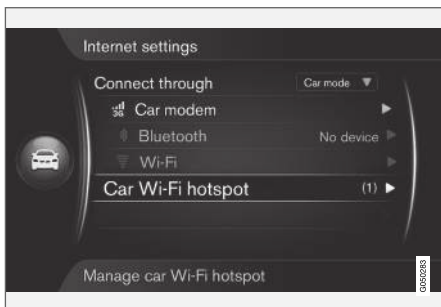 Internet settings
Connect through Car mode
3G Car modem
Bluetooth No device
Wi-Fi
Car Wi-Fi hotspot (1)
Manage car Wi-Fi hotspot
G050283